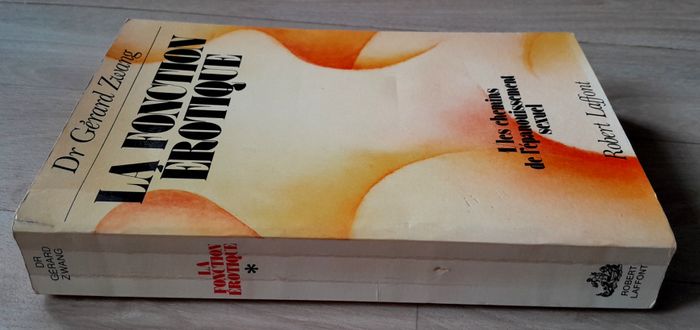 Dr Gérard Zwang
LA FONCTION
ÉROTIQUE
1/les chemins
de l'épanouissement
sexuel
Robert Laffont
DR
GÉRARD
ZWANG
LA
FONCTION
ÉROTIQUE
*
ROBERT
LAFFONT